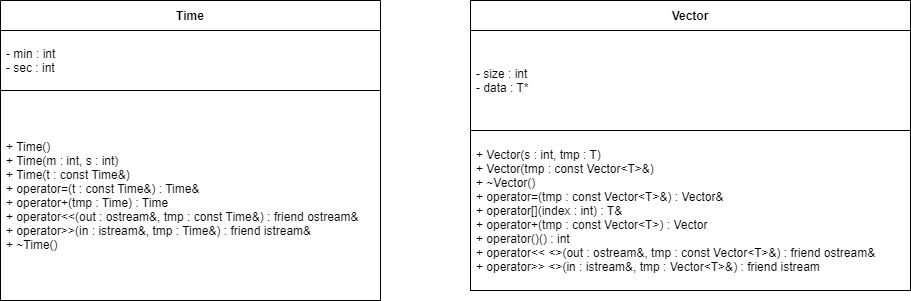 Time
- min : int
- sec : int
+ Time()
+ Time(m : int, s : int)
+ Time(t : const Time&)
+ operator=(t : const Time&) : Time&
+ operator+(tmp : Time) : Time
+ operator<<(out : ostream&, tmp : const Time&) : friend ostream&
+ operator>>(in : istream&, tmp : Time&) : friend istream&
+ ~Time()
Vector
- size : int
- data : T*
+ Vector(s : int, tmp : T)
+ Vector(tmp : const Vector<T>&)
+ ~Vector()
+ operator=(tmp : const Vector<T>&) : Vector&
+ operator[](index : int) : T&
+ operator+(tmp : const Vector<T>) : Vector
+ operator()() : int
+ operator<< <>(out : ostream&, tmp : const Vector<T>&) : friend ostream&
+ operator>> <>(in : istream&, tmp : Vector<T>&) : friend istream